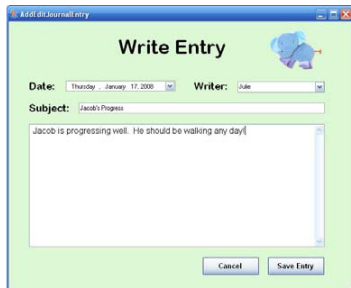 AddEditJournalEntry
Write Entry
Date: Thursday , January 17, 2008 Writer: Julie
Subject: Jacob's Progress
Jacob is progressing well. He should be walking any day!
Cancel Save Entry